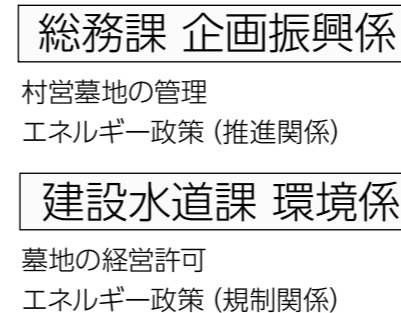 総務課 企画振興係
村営墓地の管理
エネルギー政策（推進関係）
建設水道課 環境係
墓地の経営許可
エネルギー政策（規制関係）